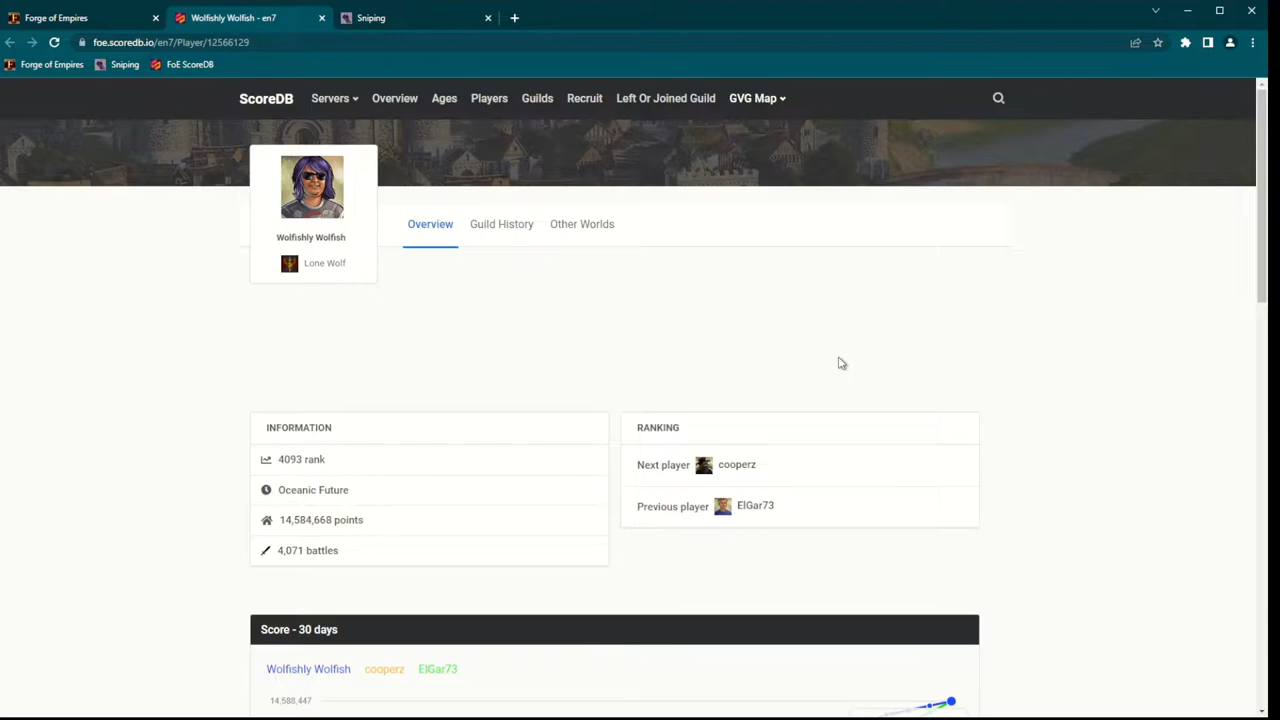 Forge of Empires
Wolfishly Wolfish - en7
Sniping
foe.scoredb.io/en7/Player/12566129
Forge of Empires Sniping FoE ScoreDB
ScoreDB Servers Overview Ages Players Guilds Recruit Left Or Joined Guild GVG Map
Wolfishly Wolfish
Lone Wolf
Overview Guild History Other Worlds
INFORMATION
4093 rank
Oceanic Future
14,584,668 points
4,071 battles
RANKING
Next player cooperz
Previous player ElGar73
Score - 30 days
Wolfishly Wolfish cooperz ElGar73
14,588,447